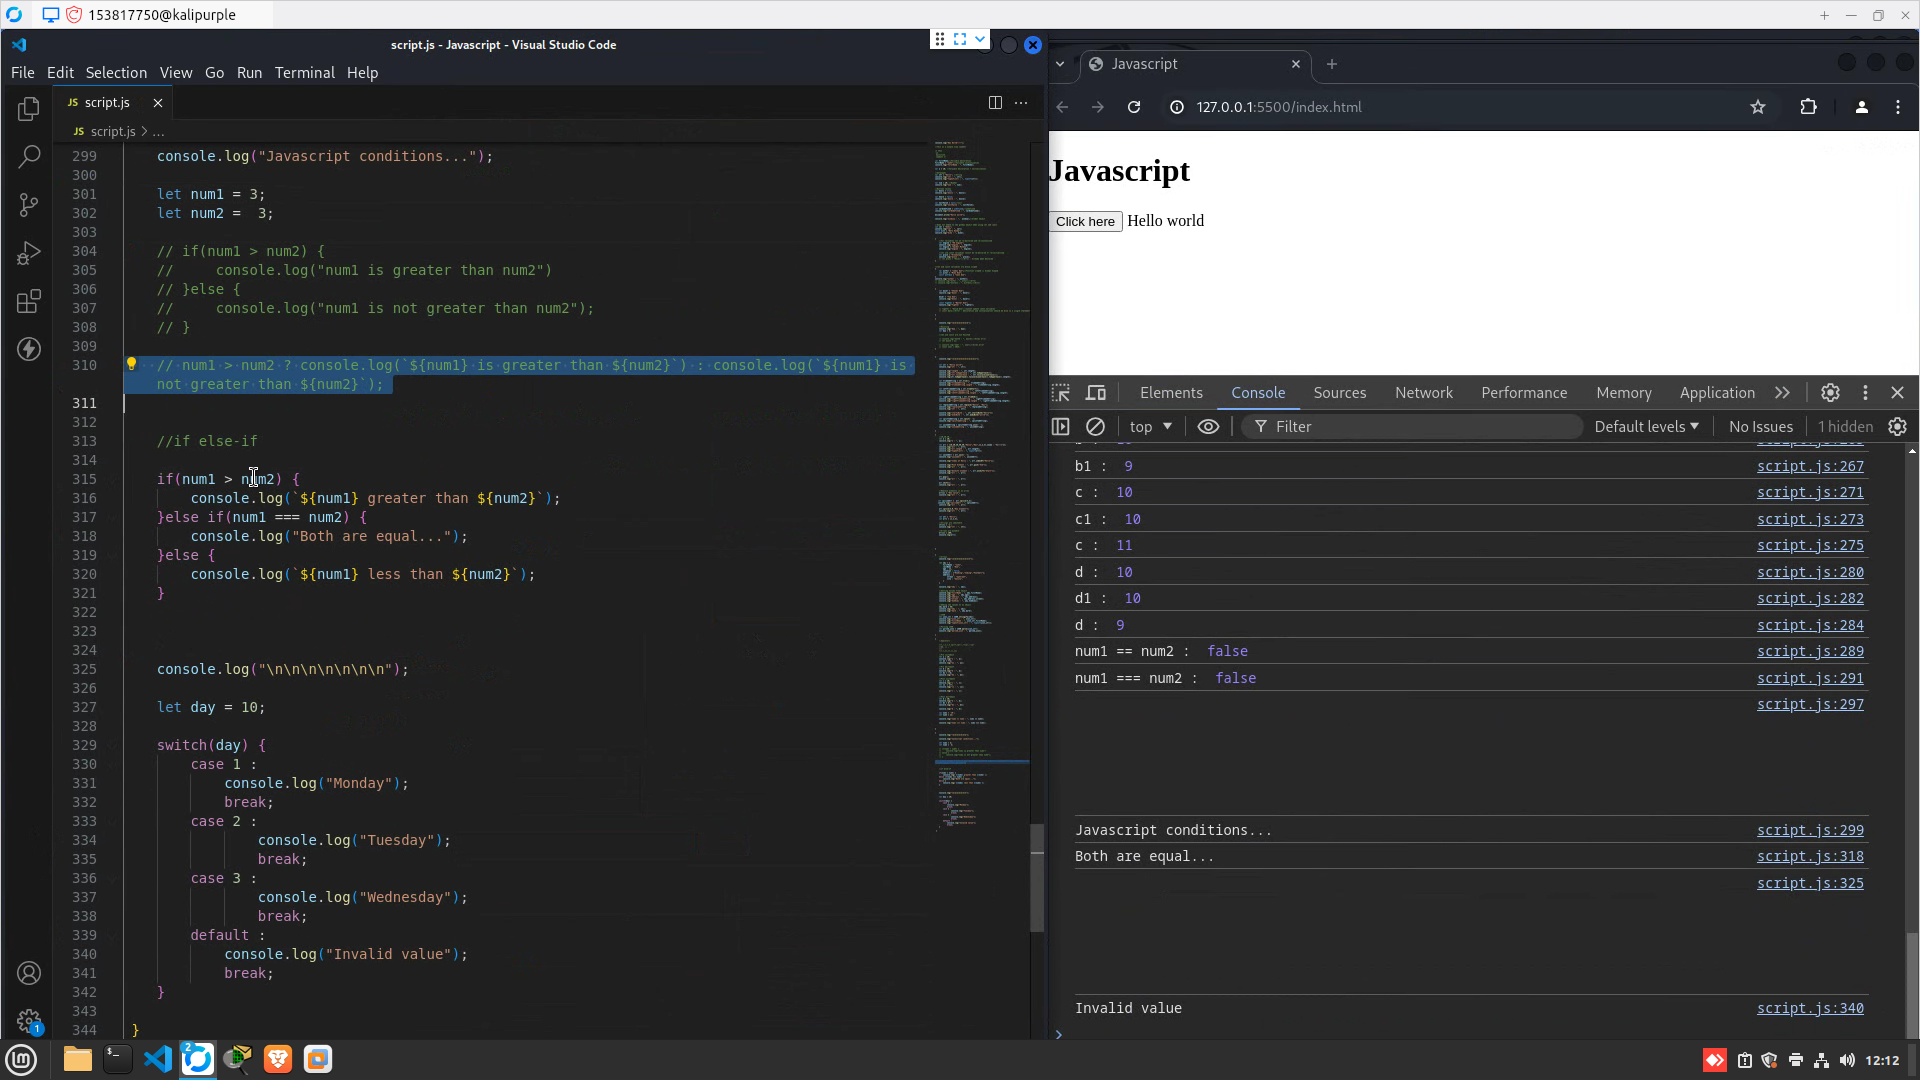 153817750@kalipurple
script.js - Javascript - Visual Studio Code
File Edit Selection View Go Run Terminal Help
JS script.js
JS script.js > ...
299 console.log("Javascript conditions...");
300
301 let num1 = 3;
302 let num2 =  3;
303
304 // if(num1 > num2) {
305 //     console.log("num1 is greater than num2")
306 // }else {
307 //     console.log("num1 is not greater than num2");
308 // }
309
310 // num1 > num2 ? console.log(`${num1} is greater than ${num2}`) : console.log(`${num1} is
not greater than ${num2}`);
311
312
313 //if else-if
314
315 if(num1 > num2) {
316 console.log(`${num1} greater than ${num2}`);
317 }else if(num1 === num2) {
318 console.log("Both are equal...");
319 }else {
320 console.log(`${num1} less than ${num2}`);
321 }
322
323
324
325 console.log("\n\n\n\n\n\n\n");
326
327 let day = 10;
328
329 switch(day) {
330 case 1 :
331 console.log("Monday");
332 break;
333 case 2 :
334 console.log("Tuesday");
335 break;
336 case 3 :
337 console.log("Wednesday");
338 break;
339 default :
340 console.log("Invalid value");
341 break;
342 }
343
344 }
1
Javascript
127.0.0.1:5500/index.html
Javascript
Click here Hello world
Elements Console Sources Network Performance Memory Application
top Filter Default levels No Issues 1 hidden
b1 : 9 script.js:267
c : 10 script.js:271
c1 : 10 script.js:273
c : 11 script.js:275
d : 10 script.js:280
d1 : 10 script.js:282
d : 9 script.js:284
num1 == num2 : false script.js:289
num1 === num2 : false script.js:291
script.js:297
Javascript conditions... script.js:299
Both are equal... script.js:318
script.js:325
Invalid value script.js:340
2
12:12